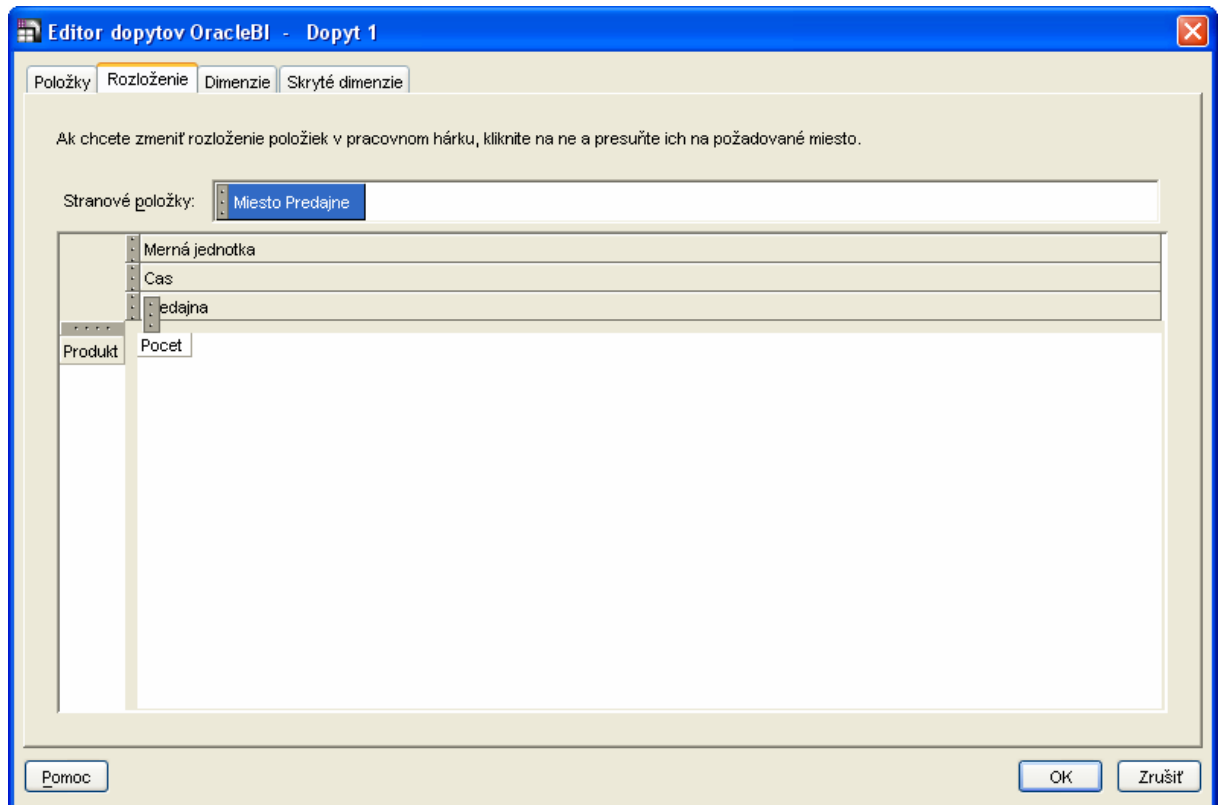 Editor dopytov OracleBI - Dopyt 1
Položky Rozloženie Dimenzie Skryté dimenzie
Ak chcete zmeniť rozloženie položiek v pracovnom hárku, kliknite na ne a presuňte ich na požadované miesto.
Stranové položky: Miesto Predajne
Merná jednotka
Cas
edajna
Produkt Pocet
Pomoc OK Zrušiť